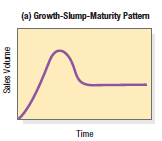 (a) Growth-Slump-Maturity Pattern
Sales Volume
Time